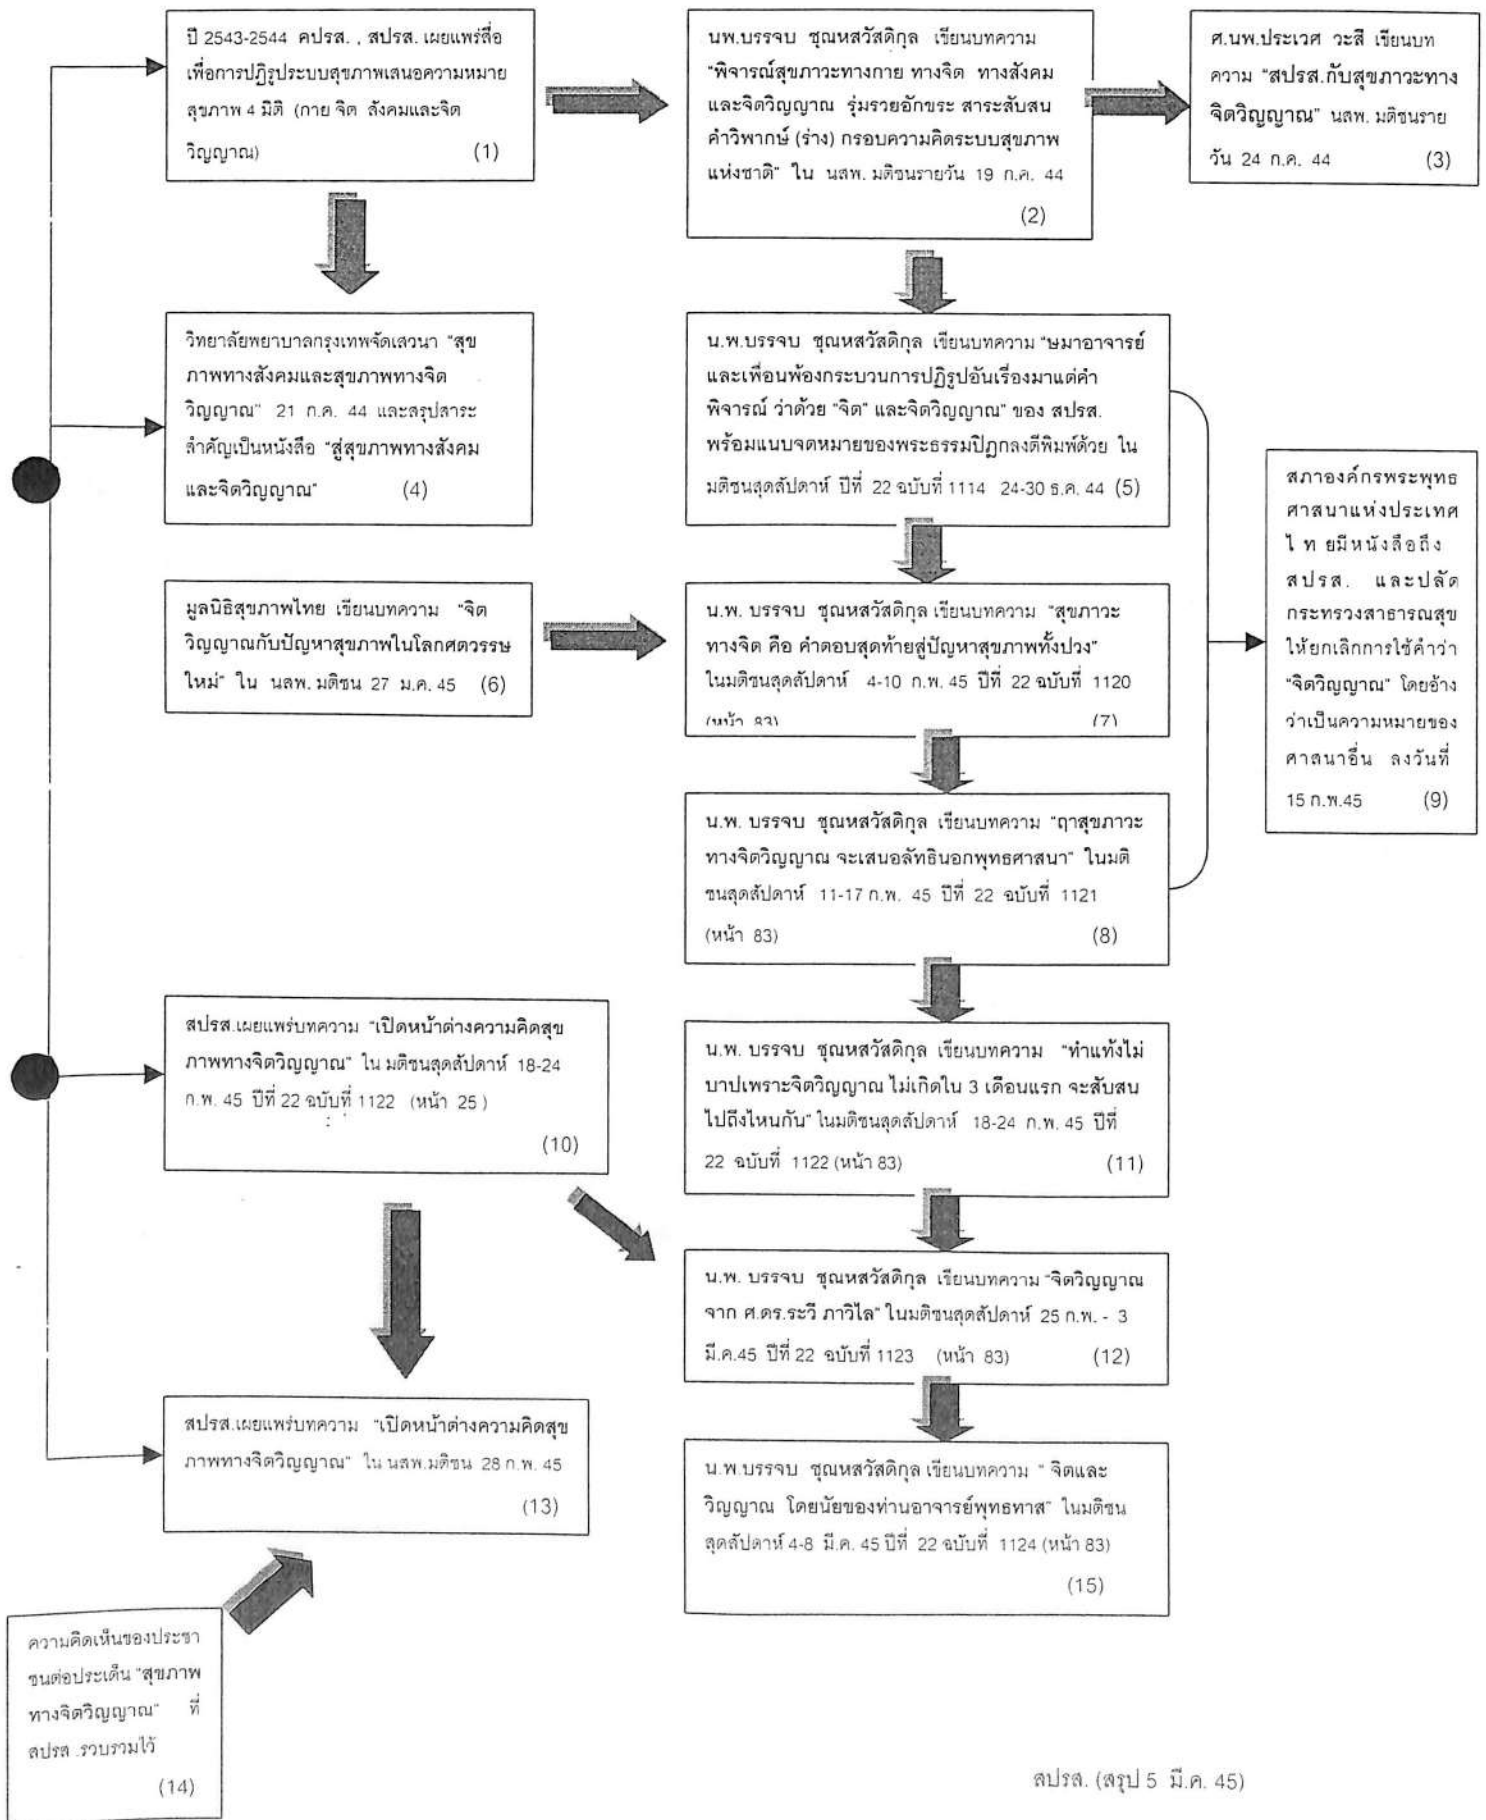 ปี 2543-2544 คปรส. , สปรส. เผยแพร่สื่อ
เพื่อการปฏิรูประบบสุขภาพเสนอความหมาย
สุขภาพ 4 มิติ (กาย จิต สังคมและจิต
วิญญาณ) (1)
นพ.บรรจบ ชุณหสวัสดิกุล เขียนบทความ
"พิจารณ์สุขภาวะทางกาย ทางจิต ทางสังคม
และจิตวิญญาณ รุ่มรวยอักขระ สาระสับสน
คำวิพากษ์ (ร่าง) กรอบความคิดระบบสุขภาพ
แห่งชาติ" ใน นสพ. มติชนรายวัน 19 ก.ค. 44
(2)
ศ.นพ.ประเวศ วะสี เขียนบท
ความ "สปรส.กับสุขภาวะทาง
จิตวิญญาณ" นสพ. มติชนราย
วัน 24 ก.ค. 44 (3)
วิทยาลัยพยาบาลกรุงเทพจัดเสวนา "สุข
ภาพทางสังคมและสุขภาพทางจิต
วิญญาณ" 21 ก.ค. 44 และสรุปสาระ
สำคัญเป็นหนังสือ "สู่สุขภาพทางสังคม
และจิตวิญญาณ" (4)
น.พ.บรรจบ ชุณหสวัสดิกุล เขียนบทความ "ษมาอาจารย์
และเพื่อนพ้องกระบวนการปฏิรูปอันเรื่องมาแต่คำ
พิจารณ์ ว่าด้วย "จิต" และจิตวิญญาณ" ของ สปรส.
พร้อมแนบจดหมายของพระธรรมปิฎกลงตีพิมพ์ด้วย ใน
มติชนสุดสัปดาห์ ปีที่ 22 ฉบับที่ 1114 24-30 ธ.ค. 44 (5)
มูลนิธิสุขภาพไทย เขียนบทความ "จิต
วิญญาณกับปัญหาสุขภาพในโลกศตวรรษ
ใหม่" ใน นสพ. มติชน 27 ม.ค. 45 (6)
น.พ. บรรจบ ชุณหสวัสดิกุล เขียนบทความ "สุขภาวะ
ทางจิต คือ คำตอบสุดท้ายสู่ปัญหาสุขภาพทั้งปวง"
ในมติชนสุดสัปดาห์ 4-10 ก.พ. 45 ปีที่ 22 ฉบับที่ 1120
(หน้า 83) (7)
น.พ. บรรจบ ชุณหสวัสดิกุล เขียนบทความ "ฤาสุขภาวะ
ทางจิตวิญญาณ จะเสนอลัทธินอกพุทธศาสนา" ในมติ
ชนสุดสัปดาห์ 11-17 ก.พ. 45 ปีที่ 22 ฉบับที่ 1121
(หน้า 83) (8)
สภาองค์กรพระพุทธ
ศาสนาแห่งประเทศ
ไทยมีหนังสือถึง
สปรส. และปลัด
กระทรวงสาธารณสุข
ให้ยกเลิกการใช้คำว่า
"จิตวิญญาณ" โดยอ้าง
ว่าเป็นความหมายของ
ศาสนาอื่น ลงวันที่
15 ก.พ.45 (9)
สปรส.เผยแพร่บทความ "เปิดหน้าต่างความคิดสุข
ภาพทางจิตวิญญาณ" ใน มติชนสุดสัปดาห์ 18-24
ก.พ. 45 ปีที่ 22 ฉบับที่ 1122 (หน้า 25 )
(10)
น.พ. บรรจบ ชุณหสวัสดิกุล เขียนบทความ "ทำแท้งไม่
บาปเพราะจิตวิญญาณ ไม่เกิดใน 3 เดือนแรก จะสับสน
ไปถึงไหนกัน" ในมติชนสุดสัปดาห์ 18-24 ก.พ. 45 ปีที่
22 ฉบับที่ 1122 (หน้า 83) (11)
น.พ. บรรจบ ชุณหสวัสดิกุล เขียนบทความ "จิตวิญญาณ
จาก ศ.ดร.ระวี ภาวิไล" ในมติชนสุดสัปดาห์ 25 ก.พ. - 3
มี.ค.45 ปีที่ 22 ฉบับที่ 1123 (หน้า 83) (12)
สปรส.เผยแพร่บทความ "เปิดหน้าต่างความคิดสุข
ภาพทางจิตวิญญาณ" ใน นสพ.มติชน 28 ก.พ. 45
(13)
น.พ.บรรจบ ชุณหสวัสดิกุล เขียนบทความ " จิตและ
วิญญาณ โดยนัยของท่านอาจารย์พุทธทาส" ในมติชน
สุดสัปดาห์ 4-8 มี.ค. 45 ปีที่ 22 ฉบับที่ 1124 (หน้า 83)
(15)
ความคิดเห็นของประชา
ชนต่อประเด็น "สุขภาพ
ทางจิตวิญญาณ" ที่
สปรส .รวบรวมไว้
(14)
สปรส. (สรุป 5 มี.ค. 45)